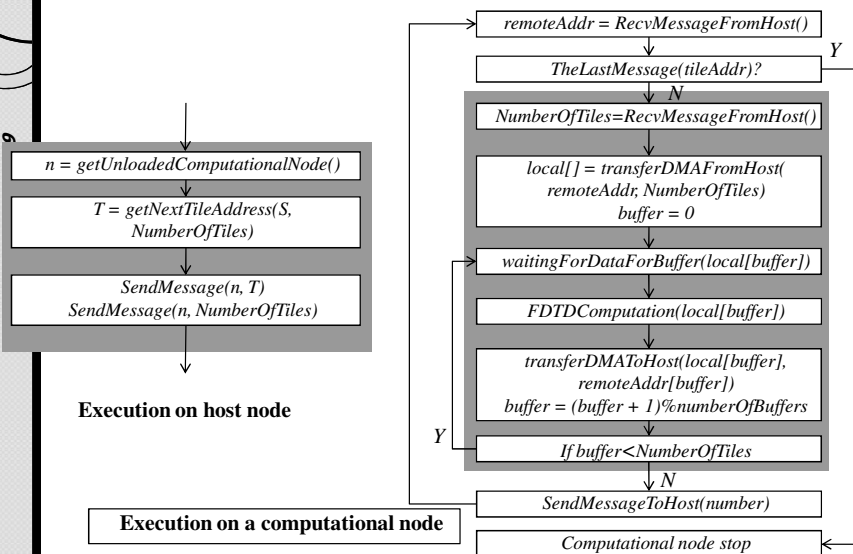 n = getUnloadedComputationalNode()
T = getNextTileAddress(S,
NumberOfTiles)
SendMessage(n, T)
SendMessage(n, NumberOfTiles)
Execution on host node
remoteAddr = RecvMessageFromHost()
Y
TheLastMessage(tileAddr)?
N
NumberOfTiles=RecvMessageFromHost()
local[] = transferDMAFromHost(
remoteAddr, NumberOfTiles)
buffer = 0
waitingForDataForBuffer(local[buffer])
FDTDComputation(local[buffer])
transferDMAToHost(local[buffer],
remoteAddr[buffer])
buffer = (buffer + 1)%numberOfBuffers
Y
If buffer<NumberOfTiles
N
SendMessageToHost(number)
Execution on a computational node
Computational node stop